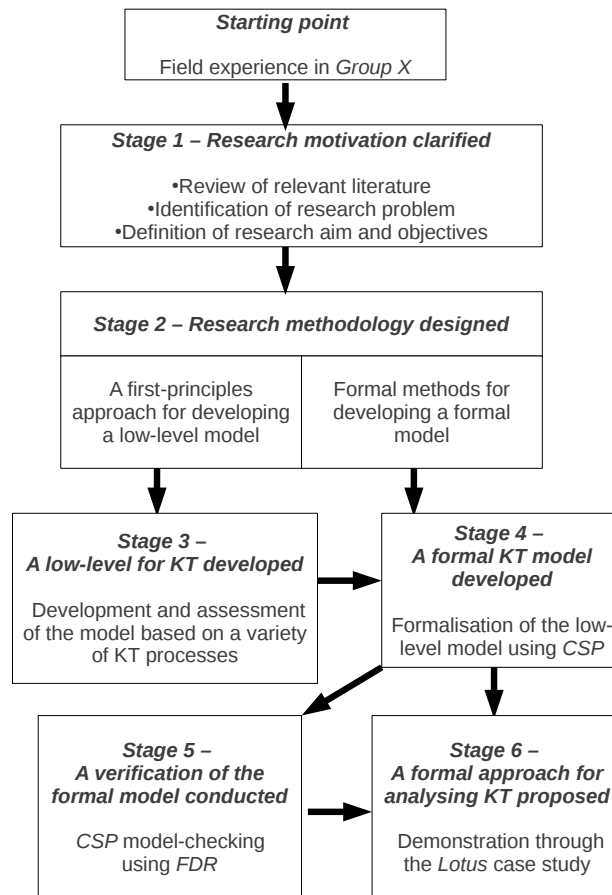 Starting point
Field experience in Group X
Stage 1 – Research motivation clarified
•Review of relevant literature
•Identification of research problem
•Definition of research aim and objectives
Stage 2 – Research methodology designed
A first-principles
approach for developing
a low-level model
Formal methods for
developing a formal
model
Stage 3 –
A low-level for KT developed
Development and assessment
of the model based on a variety
of KT processes
Stage 4 –
A formal KT model
developed
Formalisation of the low-
level model using CSP
Stage 5 –
A verification of the
formal model conducted
CSP model-checking
using FDR
Stage 6 –
A formal approach for
analysing KT proposed
Demonstration through
the Lotus case study